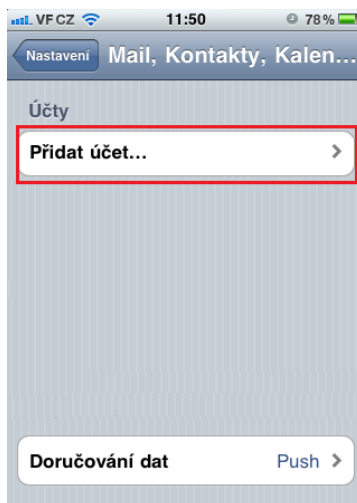 VF CZ 11:50 78 %
Nastavení Mail, Kontakty, Kalen...
Účty
Přidat účet...
Doručování dat Push